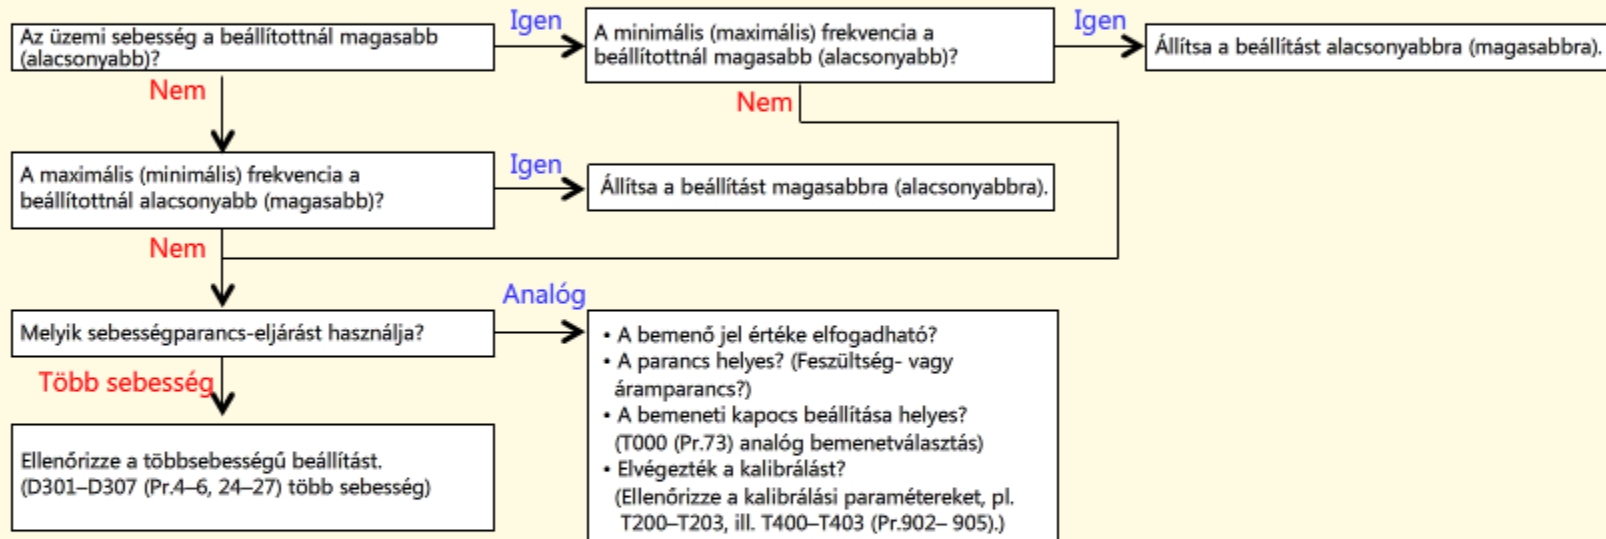 Az üzemi sebesség a beállítottnál magasabb
(alacsonyabb)?
Igen
A minimális (maximális) frekvencia a
beállítottnál magasabb (alacsonyabb)?
Igen
Állítsa a beállítást alacsonyabbra (magasabbra).
Nem
Nem
A maximális (minimális) frekvencia a
beállítottnál alacsonyabb (magasabb)?
Igen
Állítsa a beállítást magasabbra (alacsonyabbra).
Nem
Melyik sebességparancs-eljárást használja?
Analóg
• A bemenő jel értéke elfogadható?
• A parancs helyes? (Feszültség- vagy
áramparancs?)
• A bemeneti kapocs beállítása helyes?
(T000 (Pr.73) analóg bemenetválasztás)
• Elvégezték a kalibrálást?
(Ellenőrizze a kalibrálási paramétereket, pl.
T200–T203, ill. T400–T403 (Pr.902– 905).)
Több sebesség
Ellenőrizze a többsebességű beállítást.
(D301–D307 (Pr.4–6, 24–27) több sebesség)